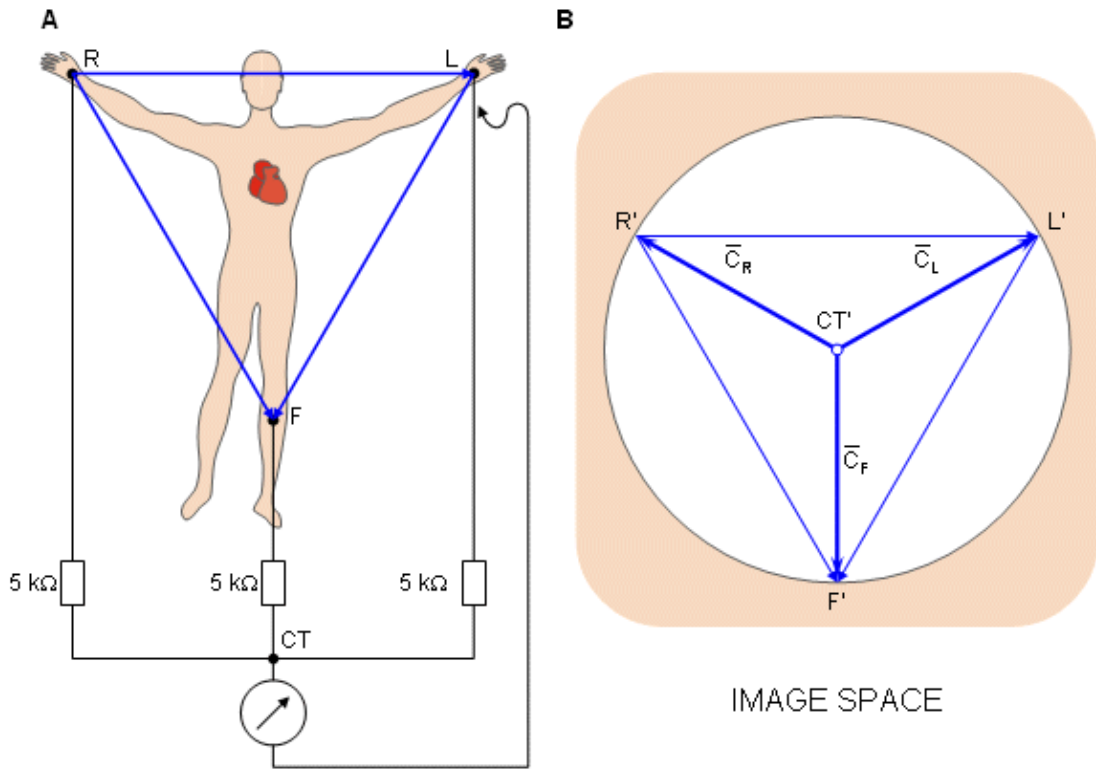 A
R
L
F
5 kΩ
5 kΩ
5 kΩ
CT
B
R'
L'
C̅R
C̅L
CT'
C̅F
F'
IMAGE SPACE